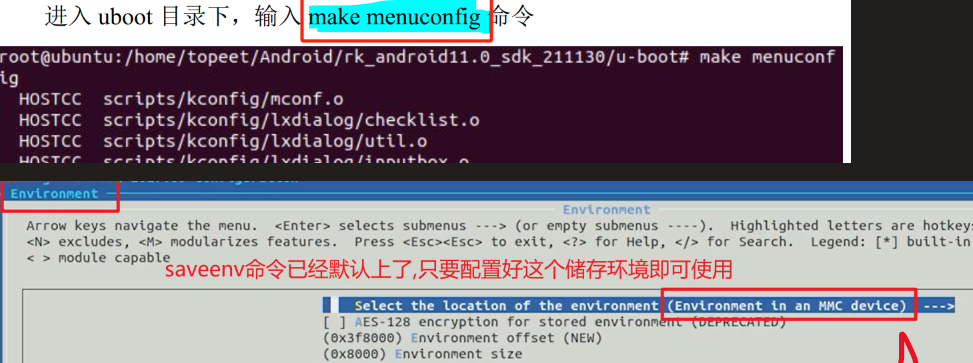 进入 uboot 目录下，输入 make menuconfig 命令
root@ubuntu:/home/topeet/Android/rk_android11.0_sdk_211130/u-boot# make menuconf
ig
HOSTCC scripts/kconfig/mconf.o
HOSTCC scripts/kconfig/lxdialog/checklist.o
HOSTCC scripts/kconfig/lxdialog/util.o
HOSTCC scripts/kconfig/lxdialog/inputbox.o
Environment
Environment
Arrow keys navigate the menu. <Enter> selects submenus ---> (or empty submenus ----). Highlighted letters are hotkeys
<N> excludes, <M> modularizes features. Press <Esc><Esc> to exit, <?> for Help, </> for Search. Legend: [*] built-in
< > module capable
saveenv命令已经默认上了,只要配置好这个储存环境即可使用
Select the location of the environment (Environment in an MMC device) --->
[ ] AES-128 encryption for stored environment (DEPRECATED)
(0x3f8000) Environment offset (NEW)
(0x8000) Environment size